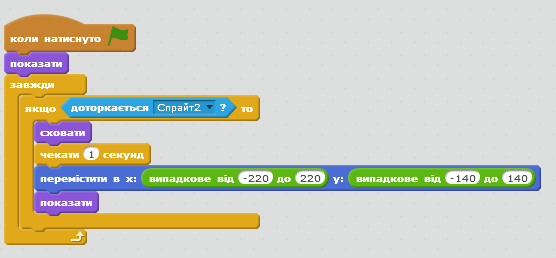 коли натиснуто
показати
завжди
якщо доторкається Спрайт2 ? то
сховати
чекати 1 секунд
перемістити в x: випадкове від -220 до 220 y: випадкове від -140 до 140
показати